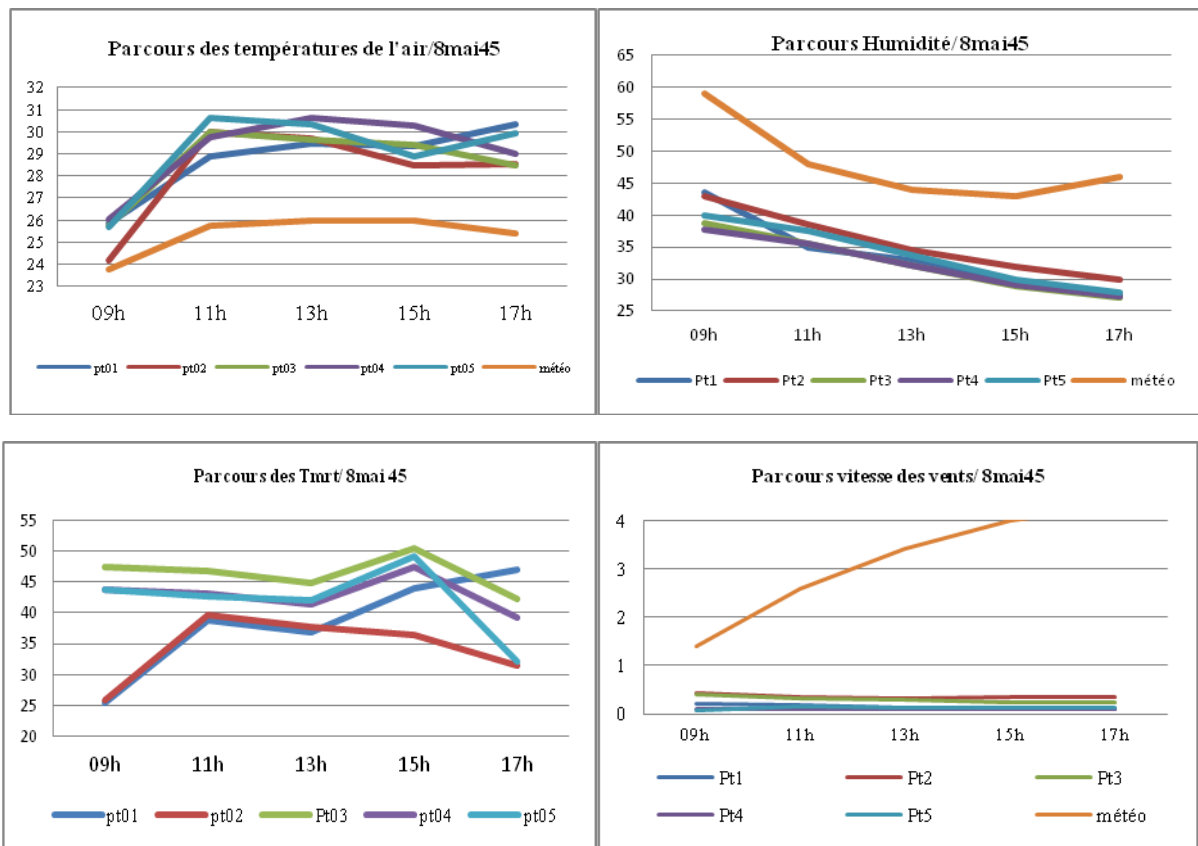 Parcours des températures de l'air/8mai45
32
31
30
29
28
27
26
25
24
23
09h 11h 13h 15h 17h
pt01 pt02 pt03 pt04 pt05 météo
Parcours Humidité/ 8mai45
65
60
55
50
45
40
35
30
25
09h 11h 13h 15h 17h
Pt1 Pt2 Pt3 Pt4 Pt5 météo
Parcours des Tmrt/ 8mai 45
55
50
45
40
35
30
25
20
09h 11h 13h 15h 17h
pt01 pt02 Pt03 pt04 pt05
Parcours vitesse des vents/ 8mai45
4
3
2
1
0
09h 11h 13h 15h 17h
Pt1 Pt2 Pt3
Pt4 Pt5 météo